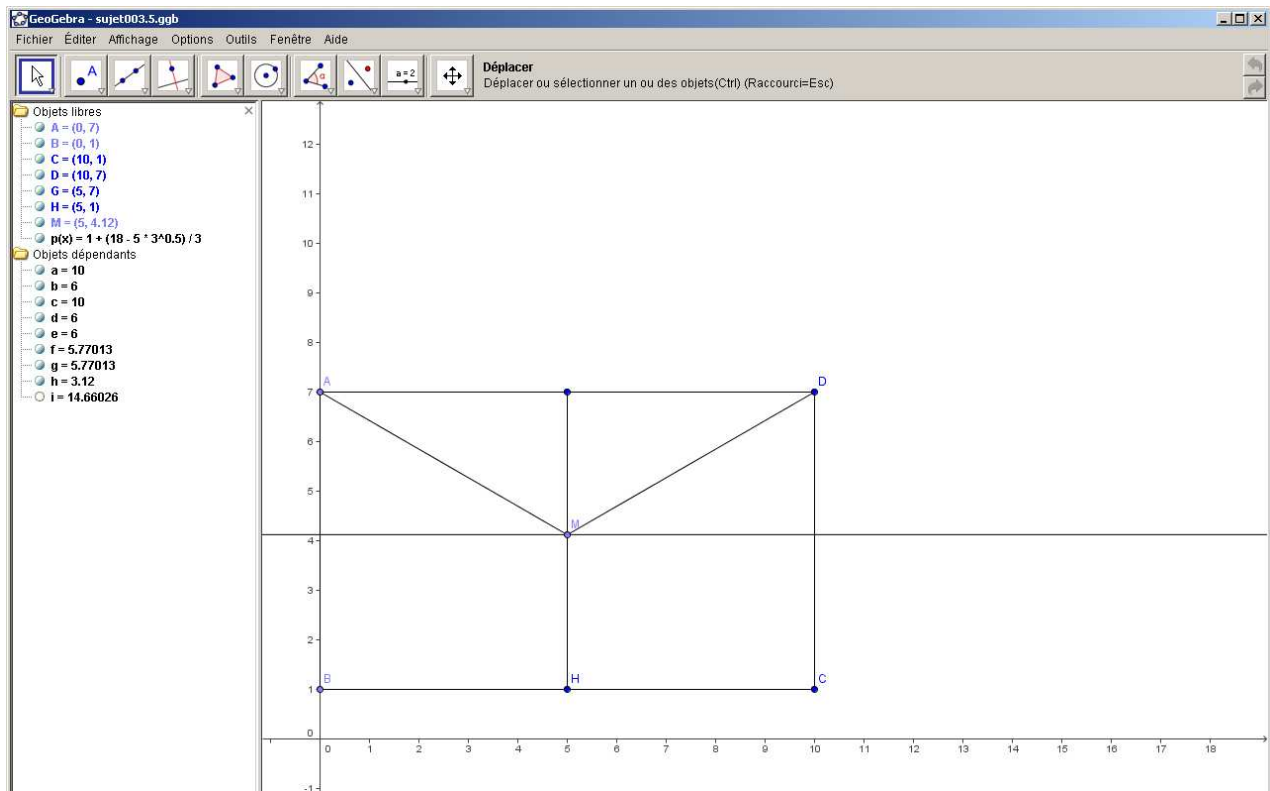 GeoGebra - sujet003.5.ggb
Fichier Éditer Affichage Options Outils Fenêtre Aide
A
α
a=2
Déplacer
Déplacer ou sélectionner un ou des objets(Ctrl) (Raccourci=Esc)
Objets libres
A = (0, 7)
B = (0, 1)
C = (10, 1)
D = (10, 7)
G = (5, 7)
H = (5, 1)
M = (5, 4.12)
p(x) = 1 + (18 - 5 * 3^0.5) / 3
Objets dépendants
a = 10
b = 6
c = 10
d = 6
e = 6
f = 5.77013
g = 5.77013
h = 3.12
i = 14.66026
12
11
10
9
8
A D
7
6
5
M
4
3
2
B H C
1
0
0 1 2 3 4 5 6 7 8 9 10 11 12 13 14 15 16 17 18
-1